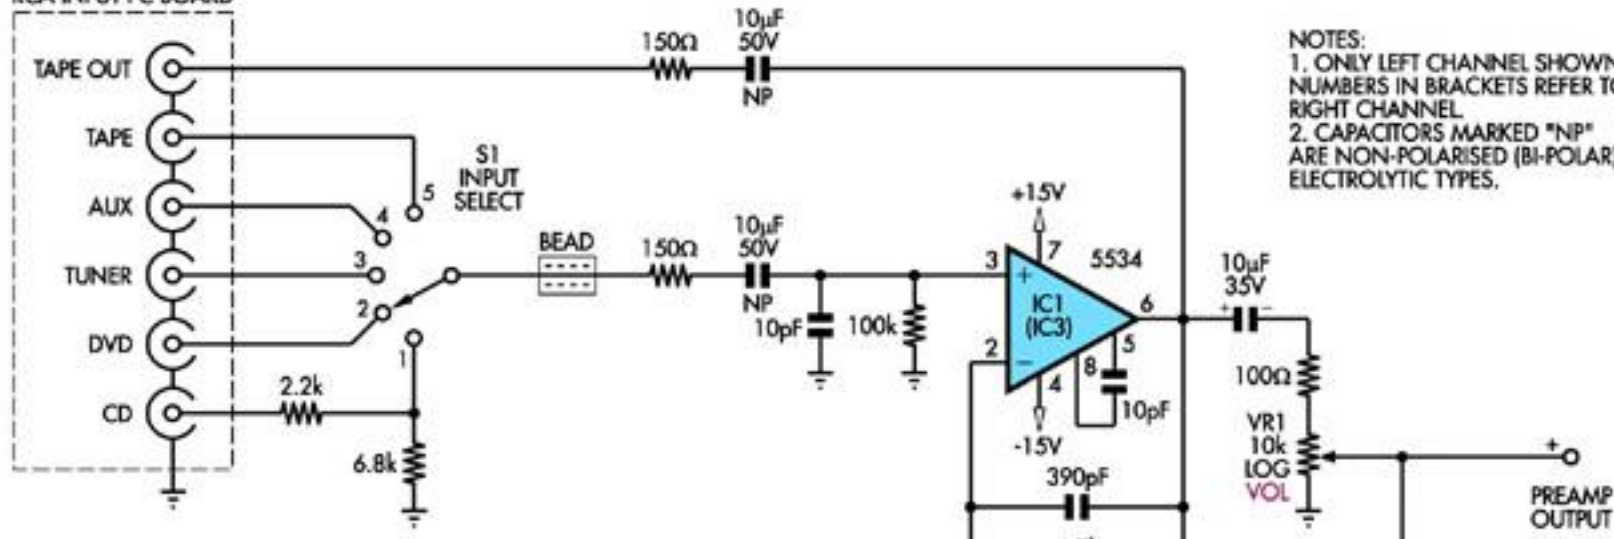 TAPE OUT
TAPE
AUX
TUNER
DVD
CD
2.2k
6.8k
S1
INPUT
SELECT
5
4
3
2
1
BEAD
150Ω
10µF
50V
NP
150Ω
10µF
50V
NP
10pF
100k
+15V
7
5534
3
+
IC1
(IC3)
6
2
−
5
8
4
10pF
-15V
390pF
10µF
35V
+
−
100Ω
VR1
10k
LOG
VOL
+
PREAMP
OUTPUT
NOTES:
1. ONLY LEFT CHANNEL SHOWN
NUMBERS IN BRACKETS REFER TO
RIGHT CHANNEL.
2. CAPACITORS MARKED "NP"
ARE NON-POLARISED (BI-POLAR)
ELECTROLYTIC TYPES.